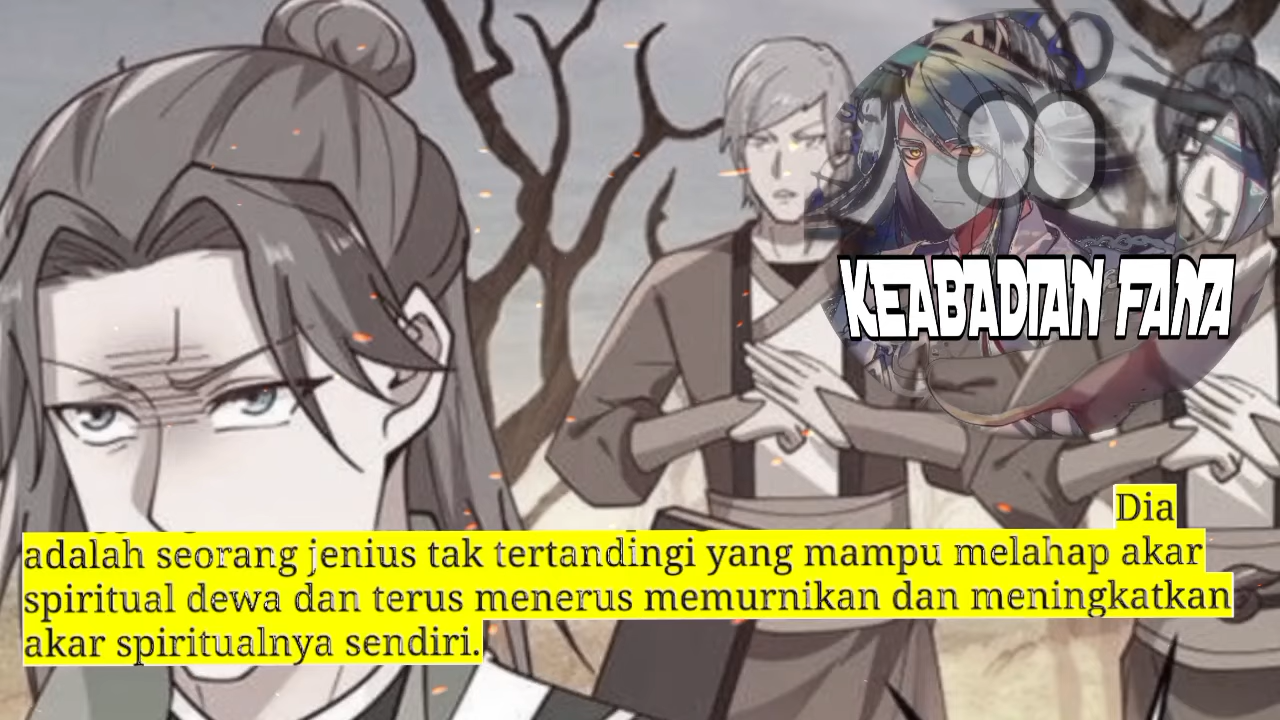 KEABADIAN FANA
Dia
adalah seorang jenius tak tertandingi yang mampu melahap akar
spiritual dewa dan terus menerus memurnikan dan meningkatkan
akar spiritualnya sendiri.